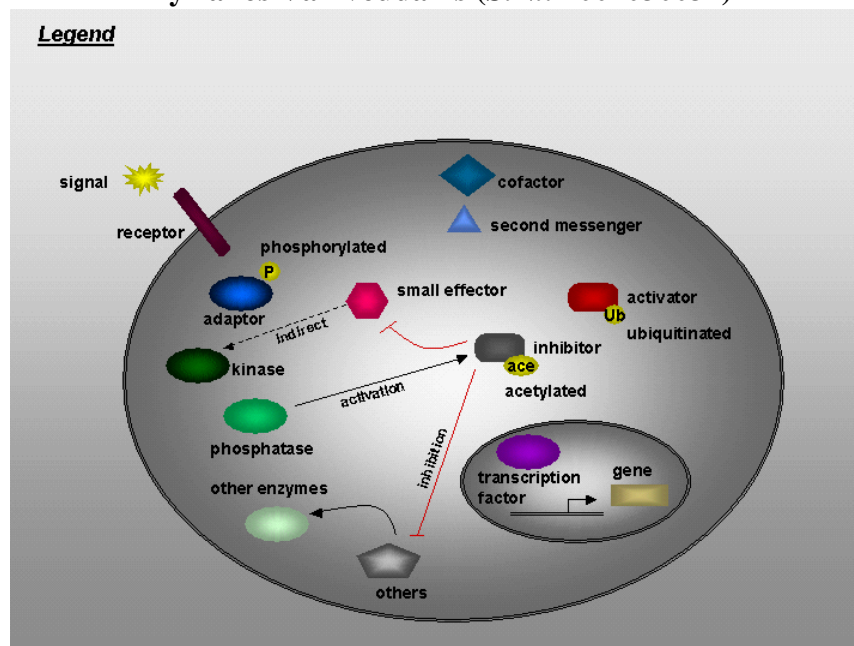 Legend
signal
cofactor
receptor
second messenger
phosphorylated
P
small effector
activator
adaptor
Ub
ubiquitinated
indirect
inhibitor
kinase
ace
activation
acetylated
phosphatase
inhibition
gene
transcription
factor
other enzymes
others